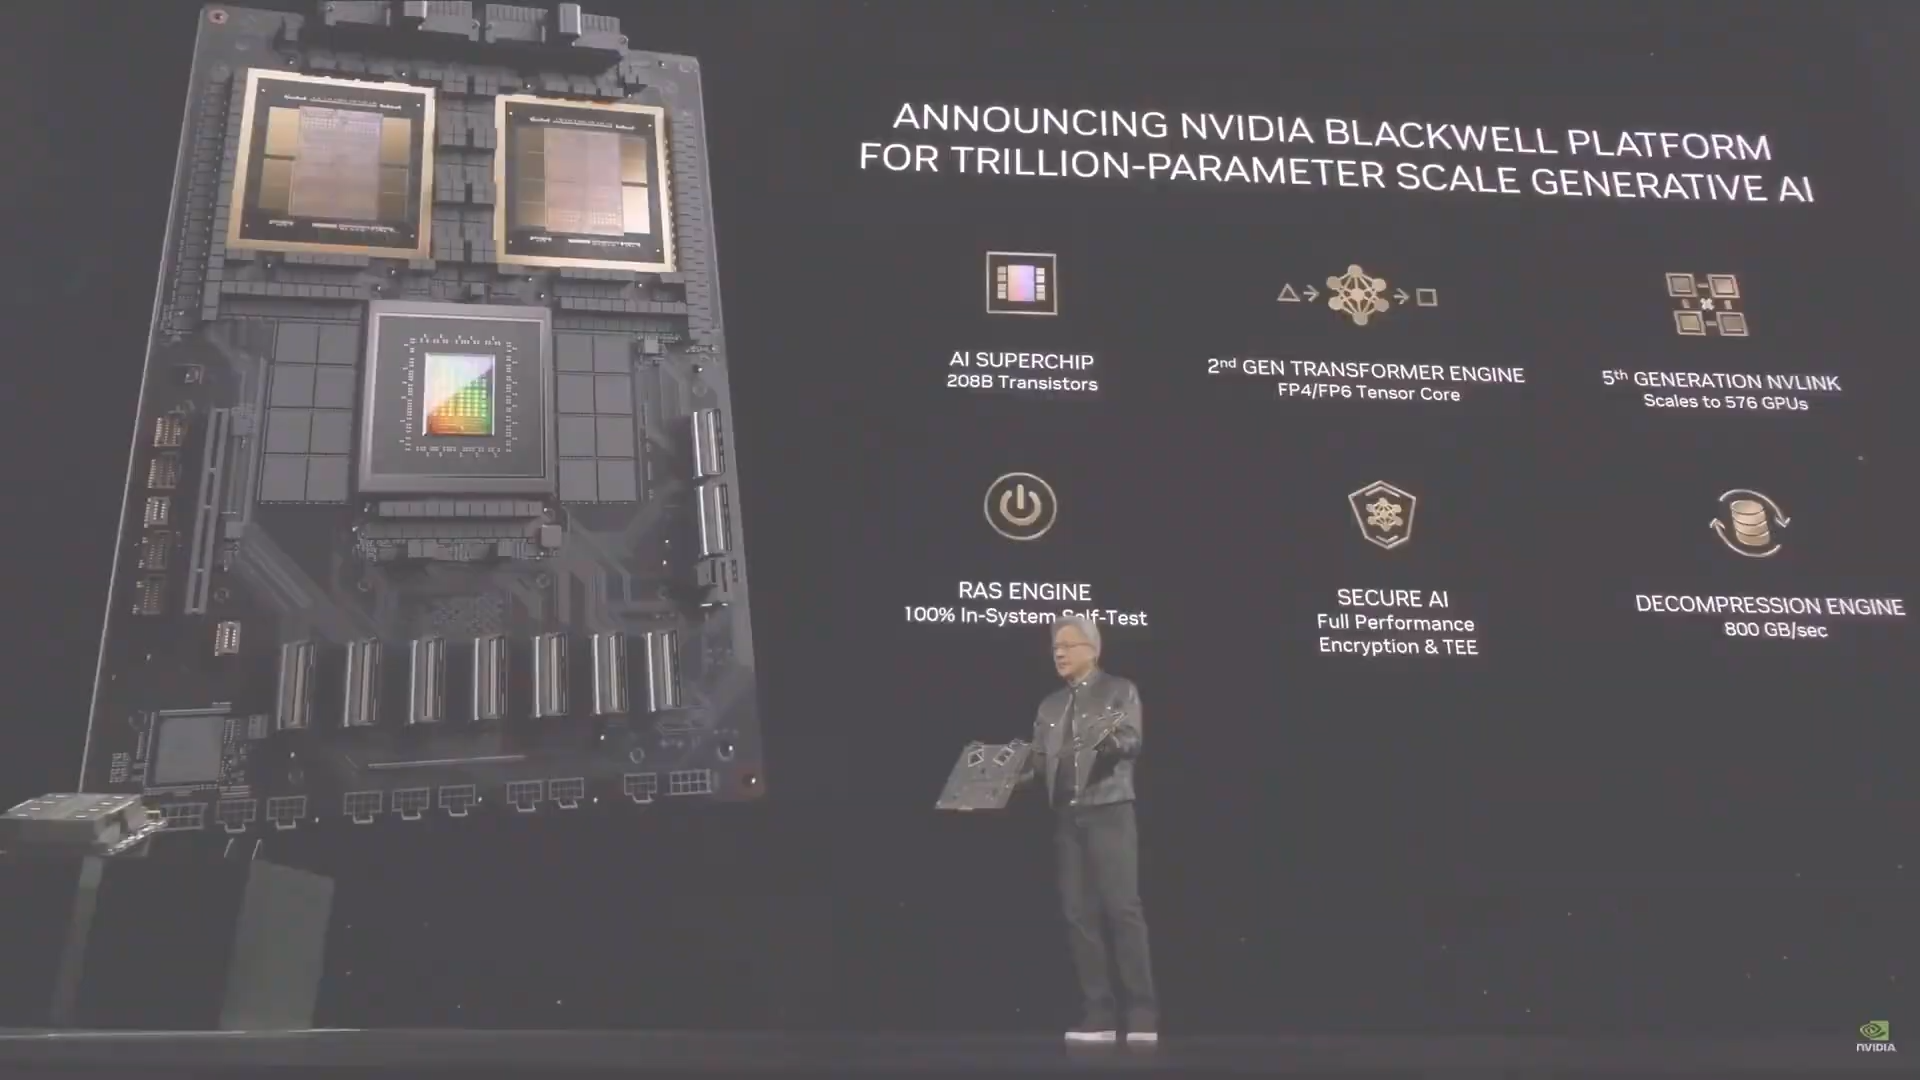 ANNOUNCING NVIDIA BLACKWELL PLATFORM
FOR TRILLION-PARAMETER SCALE GENERATIVE AI
AI SUPERCHIP
208B Transistors
2nd GEN TRANSFORMER ENGINE
FP4/FP6 Tensor Core
5th GENERATION NVLINK
Scales to 576 GPUs
RAS ENGINE
100% In-System Self-Test
SECURE AI
Full Performance
Encryption & TEE
DECOMPRESSION ENGINE
800 GB/sec
NVIDIA